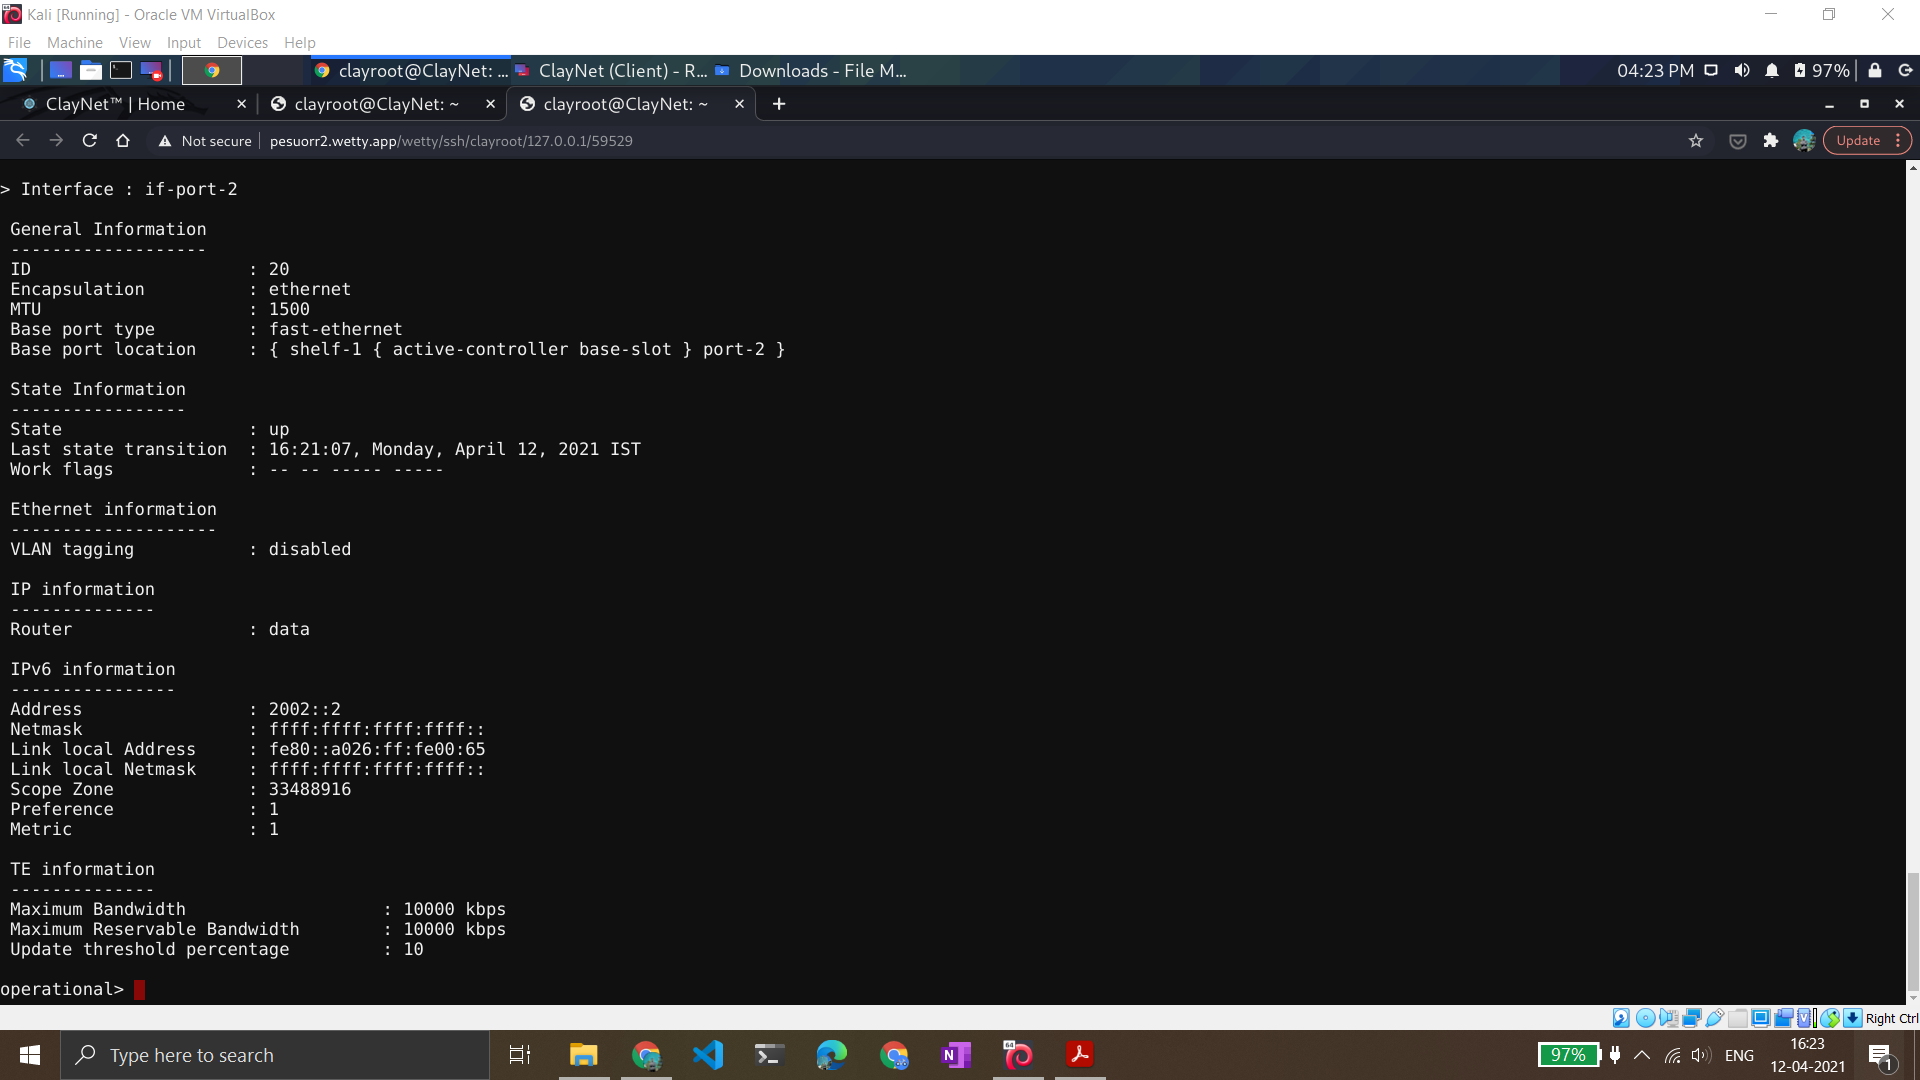 Kali [Running] - Oracle VM VirtualBox
File Machine View Input Devices Help
clayroot@ClayNet: ... ClayNet (Client) - R... Downloads - File M... 04:23 PM 97%
ClayNet™ | Home clayroot@ClayNet: ~ clayroot@ClayNet: ~
Not secure pesuorr2.wetty.app/wetty/ssh/clayroot/127.0.0.1/59529 Update
> Interface : if-port-2
General Information
-------------------
ID : 20
Encapsulation : ethernet
MTU : 1500
Base port type : fast-ethernet
Base port location : { shelf-1 { active-controller base-slot } port-2 }
State Information
-----------------
State : up
Last state transition : 16:21:07, Monday, April 12, 2021 IST
Work flags : -- -- ----- -----
Ethernet information
--------------------
VLAN tagging : disabled
IP information
--------------
Router : data
IPv6 information
----------------
Address : 2002::2
Netmask : ffff:ffff:ffff:ffff::
Link local Address : fe80::a026:ff:fe00:65
Link local Netmask : ffff:ffff:ffff:ffff::
Scope Zone : 33488916
Preference : 1
Metric : 1
TE information
--------------
Maximum Bandwidth : 10000 kbps
Maximum Reservable Bandwidth : 10000 kbps
Update threshold percentage : 10
operational>
Right Ctrl
Type here to search 97% ENG 16:23
12-04-2021 1